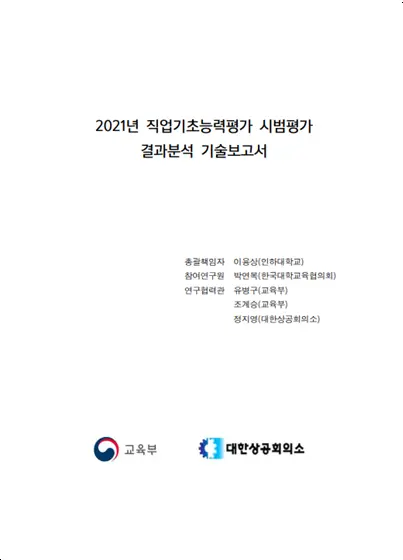 2021년 직업기초능력평가 시범평가
결과분석 기술보고서
총괄책임자 이용상(인하대학교)
참여연구원 박연복(한국대학교육협의회)
연구협력관 유병구(교육부)
조계승(교육부)
정지영(대한상공회의소)
교육부 대한상공회의소